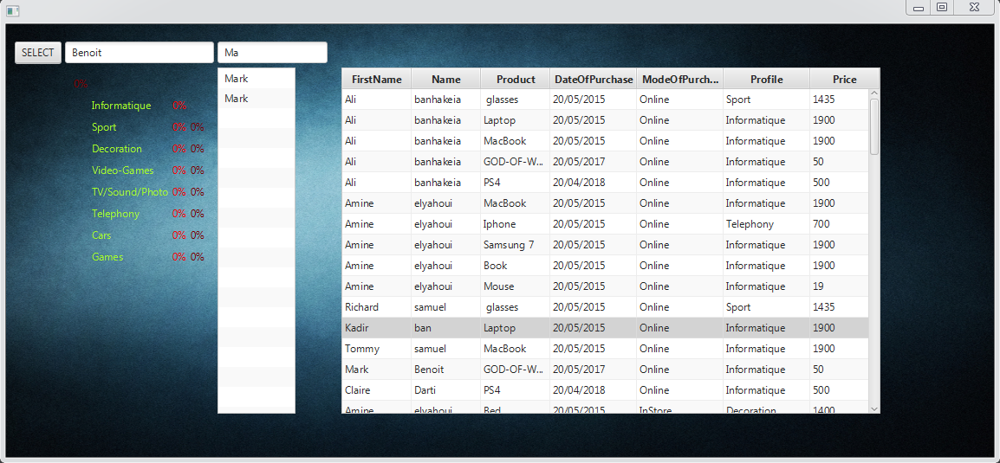 SELECT Benoit Ma
0%
Informatique 0%
Sport 0% 0%
Decoration 0% 0%
Video-Games 0% 0%
TV/Sound/Photo 0% 0%
Telephony 0% 0%
Cars 0% 0%
Games 0% 0%
Mark
Mark
FirstName Name Product DateOfPurchase ModeOfPurch... Profile Price
Ali banhakeia glasses 20/05/2015 Online Sport 1435
Ali banhakeia Laptop 20/05/2015 Online Informatique 1900
Ali banhakeia MacBook 20/05/2015 Online Informatique 1900
Ali banhakeia GOD-OF-W... 20/05/2017 Online Informatique 50
Ali banhakeia PS4 20/04/2018 Online Informatique 500
Amine elyahoui MacBook 20/05/2015 Online Informatique 1900
Amine elyahoui Iphone 20/05/2015 Online Telephony 700
Amine elyahoui Samsung 7 20/05/2015 Online Informatique 1900
Amine elyahoui Book 20/05/2015 Online Informatique 1900
Amine elyahoui Mouse 20/05/2015 Online Informatique 19
Richard samuel glasses 20/05/2015 Online Sport 1435
Kadir ban Laptop 20/05/2015 Online Informatique 1900
Tommy samuel MacBook 20/05/2015 Online Informatique 1900
Mark Benoit GOD-OF-W... 20/05/2017 Online Informatique 50
Claire Darti PS4 20/04/2018 Online Informatique 500
Amine elyahoui Bed 20/05/2015 InStore Decoration 1400